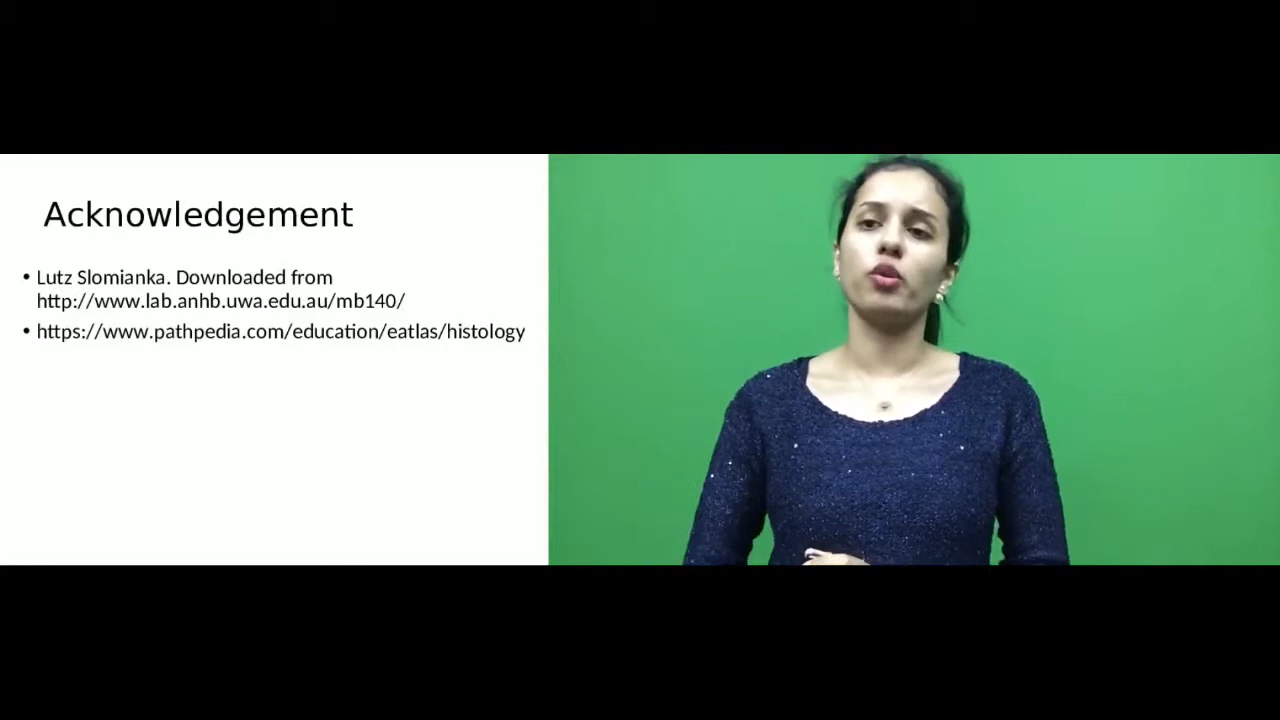 Acknowledgement
• Lutz Slomianka. Downloaded from
http://www.lab.anhb.uwa.edu.au/mb140/
• https://www.pathpedia.com/education/eatlas/histology